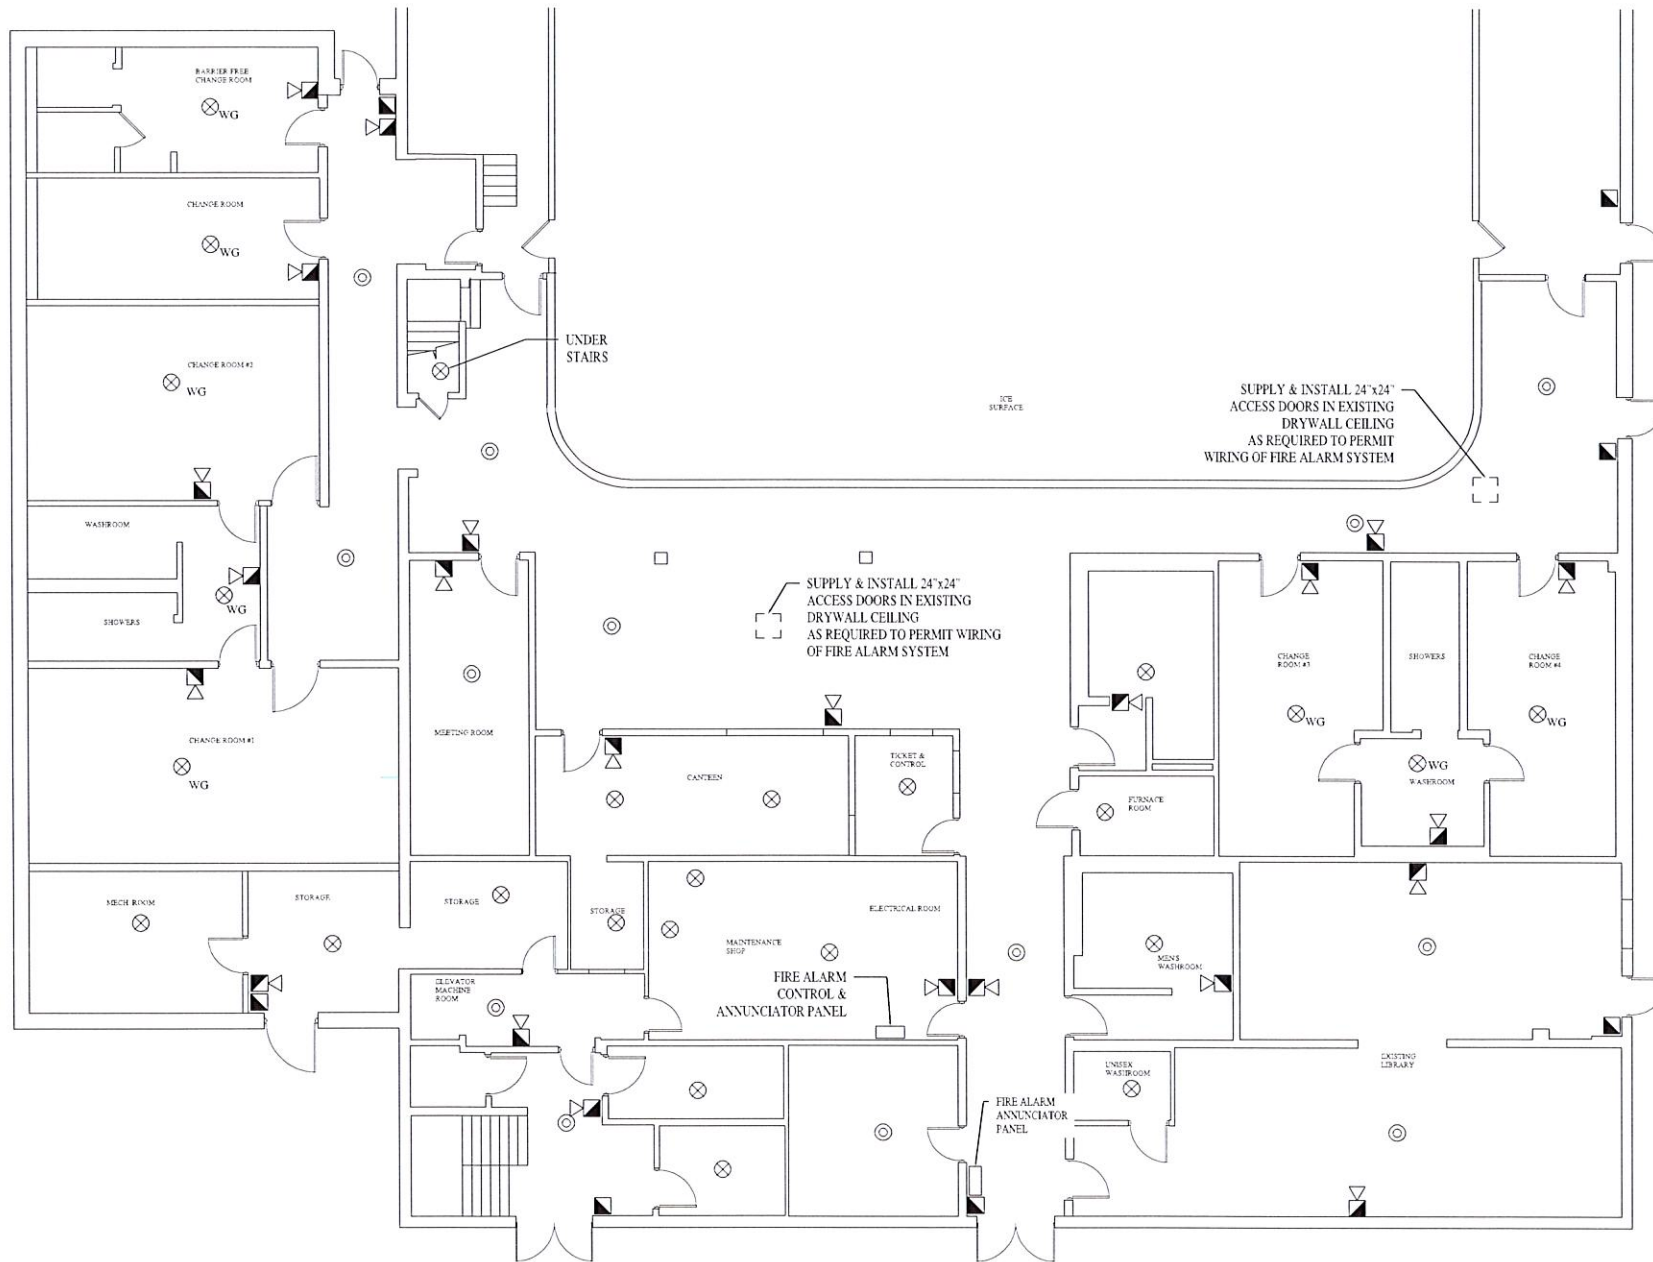 BARRIER FREE
CHANGE ROOM
WG
CHANGE ROOM
WG
UNDER
STAIRS
CHANGE ROOM #2
WG
ICE
SURFACE
SUPPLY & INSTALL 24"x24"
ACCESS DOORS IN EXISTING
DRYWALL CEILING
AS REQUIRED TO PERMIT
WIRING OF FIRE ALARM SYSTEM
WASHROOM
WG
SHOWERS
SUPPLY & INSTALL 24"x24"
ACCESS DOORS IN EXISTING
DRYWALL CEILING
AS REQUIRED TO PERMIT WIRING
OF FIRE ALARM SYSTEM
CHANGE
ROOM #3
WG
SHOWERS
CHANGE
ROOM #4
WG
CHANGE ROOM #1
WG
MEETING ROOM
CANTEEN
TICKET &
CONTROL
WG
WASHROOM
FURNACE
ROOM
MECH ROOM
STORAGE
STORAGE
STORAGE
ELECTRICAL ROOM
MAINTENANCE
SHOP
MENS
WASHROOM
ELEVATOR
MACHINE
ROOM
FIRE ALARM
CONTROL &
ANNUNCIATOR PANEL
UNISEX
WASHROOM
EXISTING
LIBRARY
FIRE ALARM
ANNUNCIATOR
PANEL